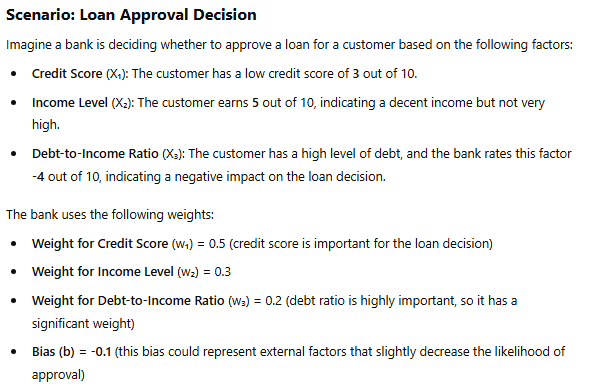 Scenario: Loan Approval Decision
Imagine a bank is deciding whether to approve a loan for a customer based on the following factors:
• Credit Score (X₁): The customer has a low credit score of 3 out of 10.
• Income Level (X₂): The customer earns 5 out of 10, indicating a decent income but not very
high.
• Debt-to-Income Ratio (X₃): The customer has a high level of debt, and the bank rates this factor
-4 out of 10, indicating a negative impact on the loan decision.
The bank uses the following weights:
• Weight for Credit Score (w₁) = 0.5 (credit score is important for the loan decision)
• Weight for Income Level (w₂) = 0.3
• Weight for Debt-to-Income Ratio (w₃) = 0.2 (debt ratio is highly important, so it has a
significant weight)
• Bias (b) = -0.1 (this bias could represent external factors that slightly decrease the likelihood of
approval)